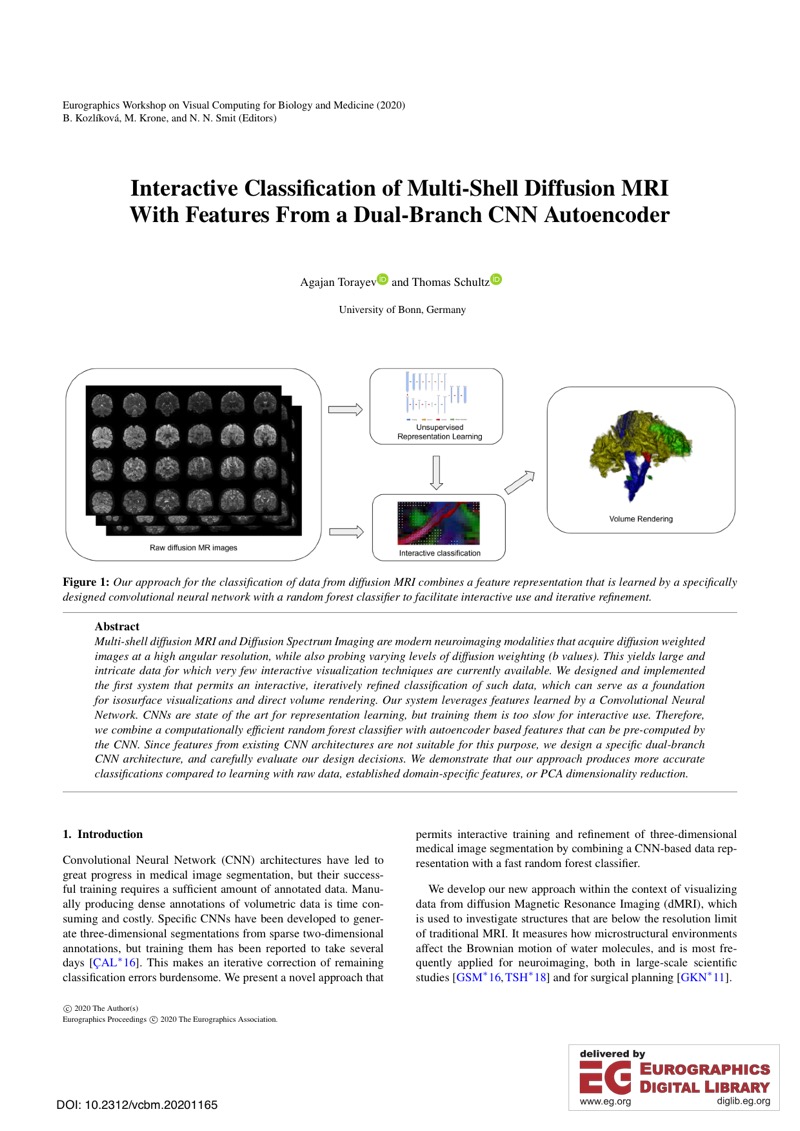 Eurographics Workshop on Visual Computing for Biology and Medicine (2020)
B. Kozlíková, M. Krone, and N. N. Smit (Editors)
Interactive Classification of Multi-Shell Diffusion MRI
With Features From a Dual-Branch CNN Autoencoder
Agajan Torayev iD and Thomas Schultz iD
University of Bonn, Germany
Unsupervised
Representation Learning
Raw diffusion MR images
Interactive classification
Volume Rendering
Figure 1: Our approach for the classification of data from diffusion MRI combines a feature representation that is learned by a specifically
designed convolutional neural network with a random forest classifier to facilitate interactive use and iterative refinement.
Abstract
Multi-shell diffusion MRI and Diffusion Spectrum Imaging are modern neuroimaging modalities that acquire diffusion weighted
images at a high angular resolution, while also probing varying levels of diffusion weighting (b values). This yields large and
intricate data for which very few interactive visualization techniques are currently available. We designed and implemented
the first system that permits an interactive, iteratively refined classification of such data, which can serve as a foundation
for isosurface visualizations and direct volume rendering. Our system leverages features learned by a Convolutional Neural
Network. CNNs are state of the art for representation learning, but training them is too slow for interactive use. Therefore,
we combine a computationally efficient random forest classifier with autoencoder based features that can be pre-computed by
the CNN. Since features from existing CNN architectures are not suitable for this purpose, we design a specific dual-branch
CNN architecture, and carefully evaluate our design decisions. We demonstrate that our approach produces more accurate
classifications compared to learning with raw data, established domain-specific features, or PCA dimensionality reduction.
1. Introduction
Convolutional Neural Network (CNN) architectures have led to
great progress in medical image segmentation, but their success-
ful training requires a sufficient amount of annotated data. Manu-
ally producing dense annotations of volumetric data is time con-
suming and costly. Specific CNNs have been developed to gener-
ate three-dimensional segmentations from sparse two-dimensional
annotations, but training them has been reported to take several
days [ÇAL*16]. This makes an iterative correction of remaining
classification errors burdensome. We present a novel approach that
permits interactive training and refinement of three-dimensional
medical image segmentation by combining a CNN-based data rep-
resentation with a fast random forest classifier.
We develop our new approach within the context of visualizing
data from diffusion Magnetic Resonance Imaging (dMRI), which
is used to investigate structures that are below the resolution limit
of traditional MRI. It measures how microstructural environments
affect the Brownian motion of water molecules, and is most fre-
quently applied for neuroimaging, both in large-scale scientific
studies [GSM*16, TSH*18] and for surgical planning [GKN*11].
© 2020 The Author(s)
Eurographics Proceedings © 2020 The Eurographics Association.
delivered by
EG EUROGRAPHICS
DIGITAL LIBRARY
www.eg.org diglib.eg.org
DOI: 10.2312/vcbm.20201165